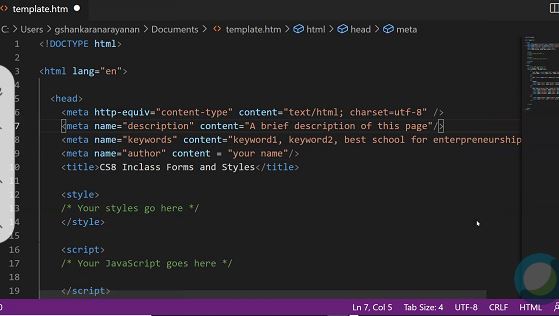 template.htm
C: > Users > gshankaranarayanan > Documents > template.htm > html > head > meta
1 <!DOCTYPE html>
2
3 <html lang="en">
4
5 <head>
6 <meta http-equiv="content-type" content="text/html; charset=utf-8" />
7 <meta name="description" content="A brief description of this page"/>
8 <meta name="keywords" content="keyword1, keyword2, best school for enterpreneurship
9 <meta name="author" content = "your name"/>
10 <title>CS8 Inclass Forms and Styles</title>
11
12 <style>
13 /* Your styles go here */
14 </style>
15
16 <script>
17 /* Your JavaScript goes here */
18
19 </script>
0 Ln 7, Col 5 Tab Size: 4 UTF-8 CRLF HTML